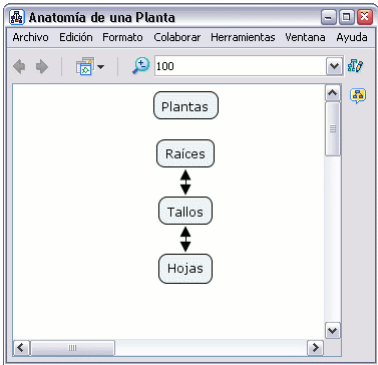 Anatomía de una Planta
Archivo Edición Formato Colaborar Herramientas Ventana Ayuda
100
Plantas
Raíces
Tallos
Hojas